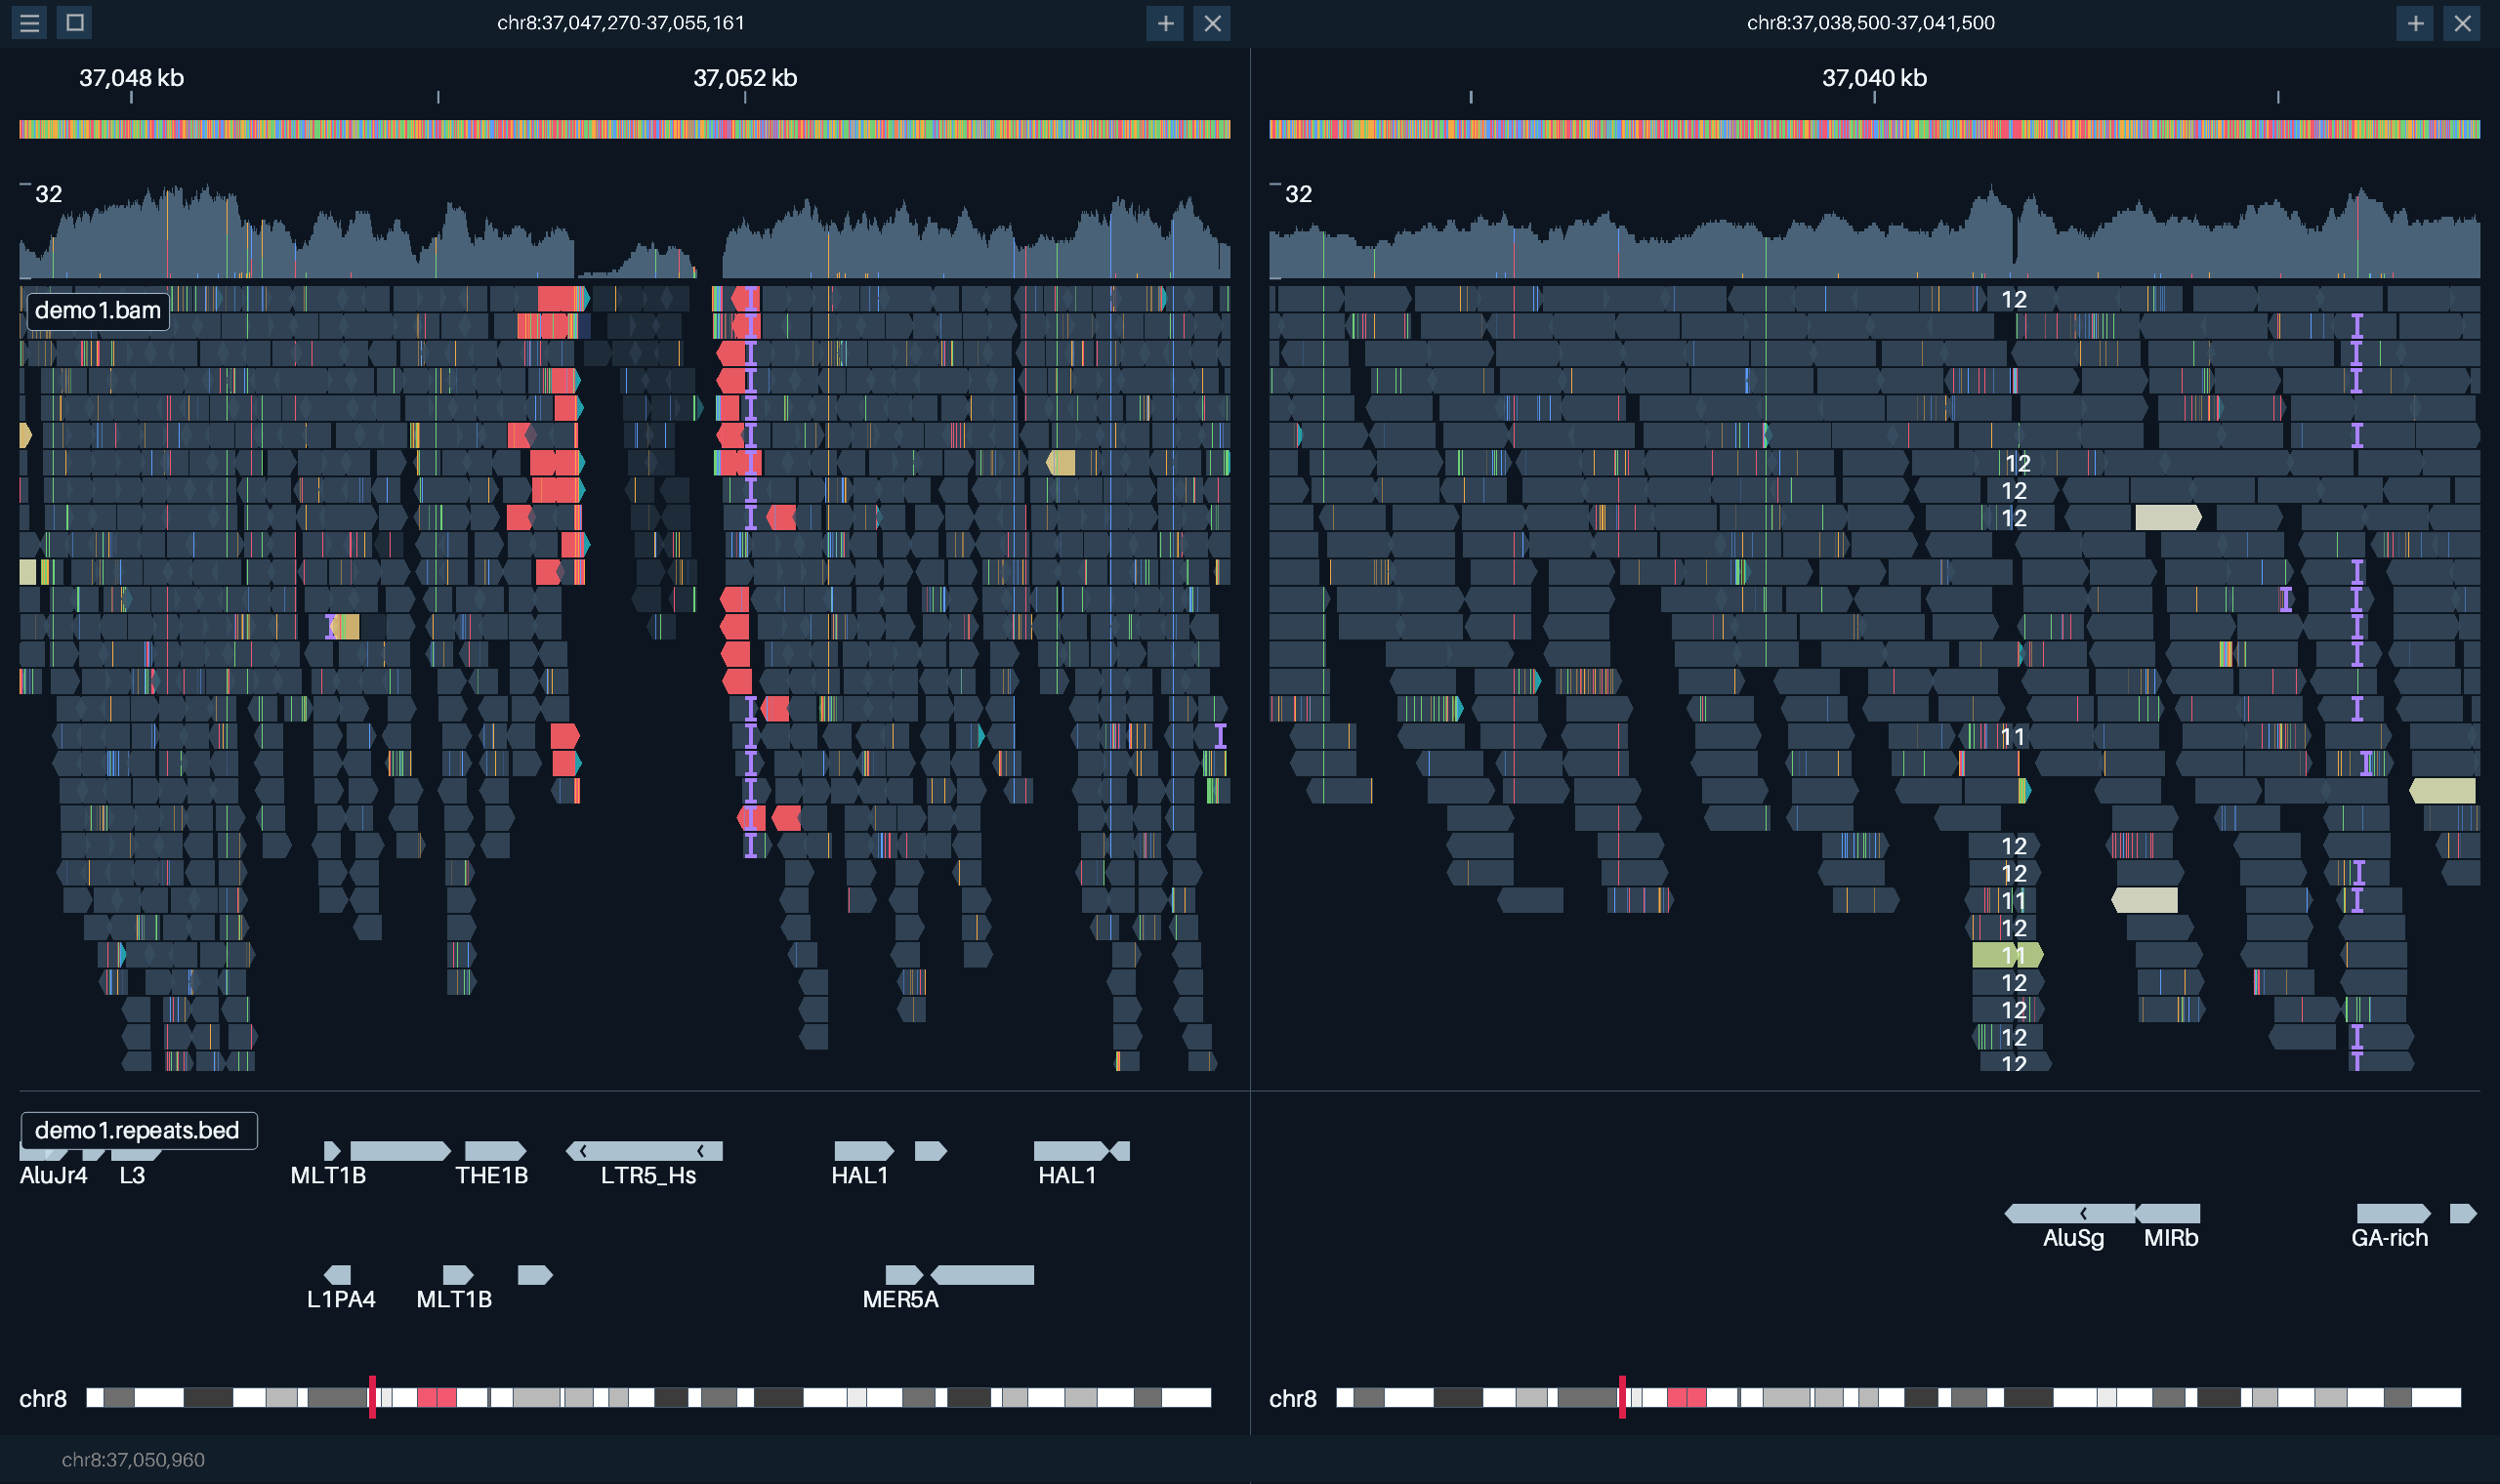 chr8:37,047,270-37,055,161
chr8:37,038,500-37,041,500
37,048 kb
37,052 kb
37,040 kb
32
32
demo1.bam
12
12
12
12
11
12
12
11
12
11
12
12
12
12
demo1.repeats.bed
AluJr4
L3
MLT1B
THE1B
LTR5_Hs
HAL1
HAL1
AluSg
MIRb
GA-rich
L1PA4
MLT1B
MER5A
chr8
chr8
chr8:37,050,960